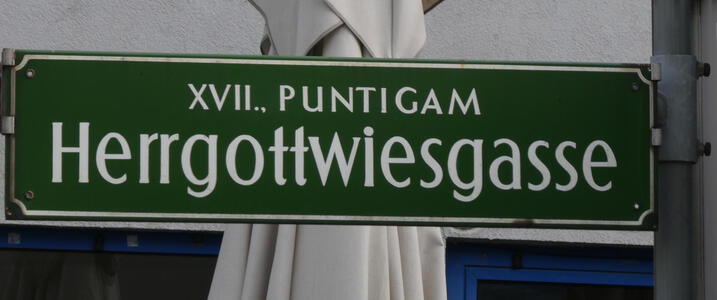 XVII., PUNTIGAM
Herrgottwiesgasse